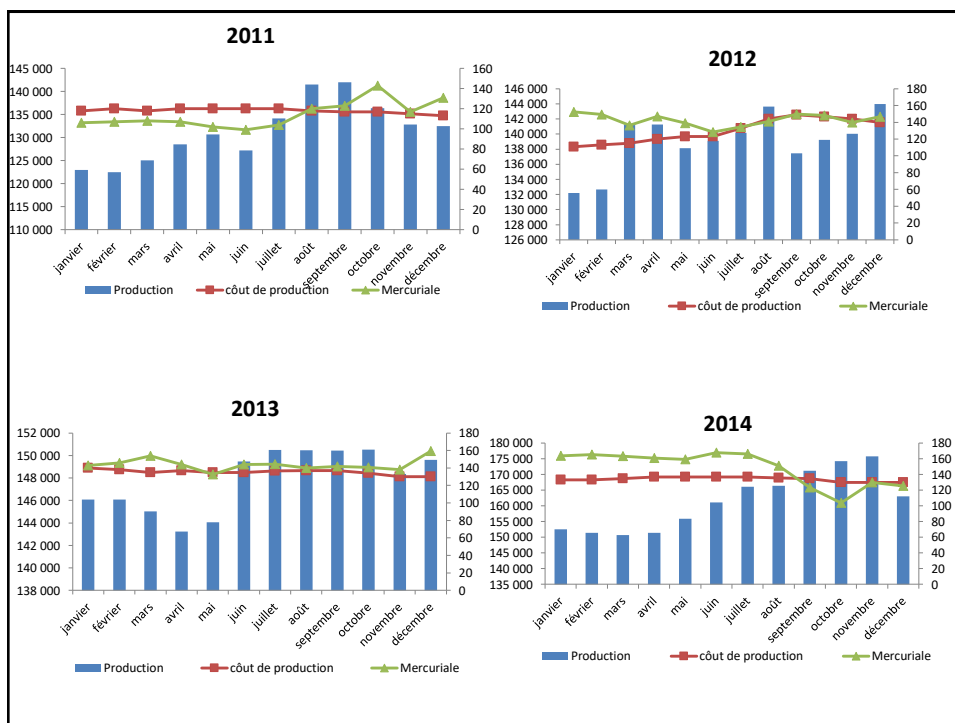 2011
145 000
140 000
135 000
130 000
125 000
120 000
115 000
110 000
160
140
120
100
80
60
40
20
0
janvier
février
mars
avril
mai
juin
juillet
août
septembre
octobre
novembre
décembre
Production
côut de production
Mercuriale
2012
146 000
144 000
142 000
140 000
138 000
136 000
134 000
132 000
130 000
128 000
126 000
180
160
140
120
100
80
60
40
20
0
janvier
février
mars
avril
mai
juin
juillet
août
septembre
octobre
novembre
décembre
Production
côut de production
Mercuriale
2013
152 000
150 000
148 000
146 000
144 000
142 000
140 000
138 000
180
160
140
120
100
80
60
40
20
0
janvier
février
mars
avril
mai
juin
juillet
août
septembre
octobre
novembre
décembre
Production
côut de production
Mercuriale
2014
180 000
175 000
170 000
165 000
160 000
155 000
150 000
145 000
140 000
135 000
180
160
140
120
100
80
60
40
20
0
janvier
février
mars
avril
mai
juin
juillet
août
septembre
octobre
novembre
décembre
Production
côut de production
Mercuriale